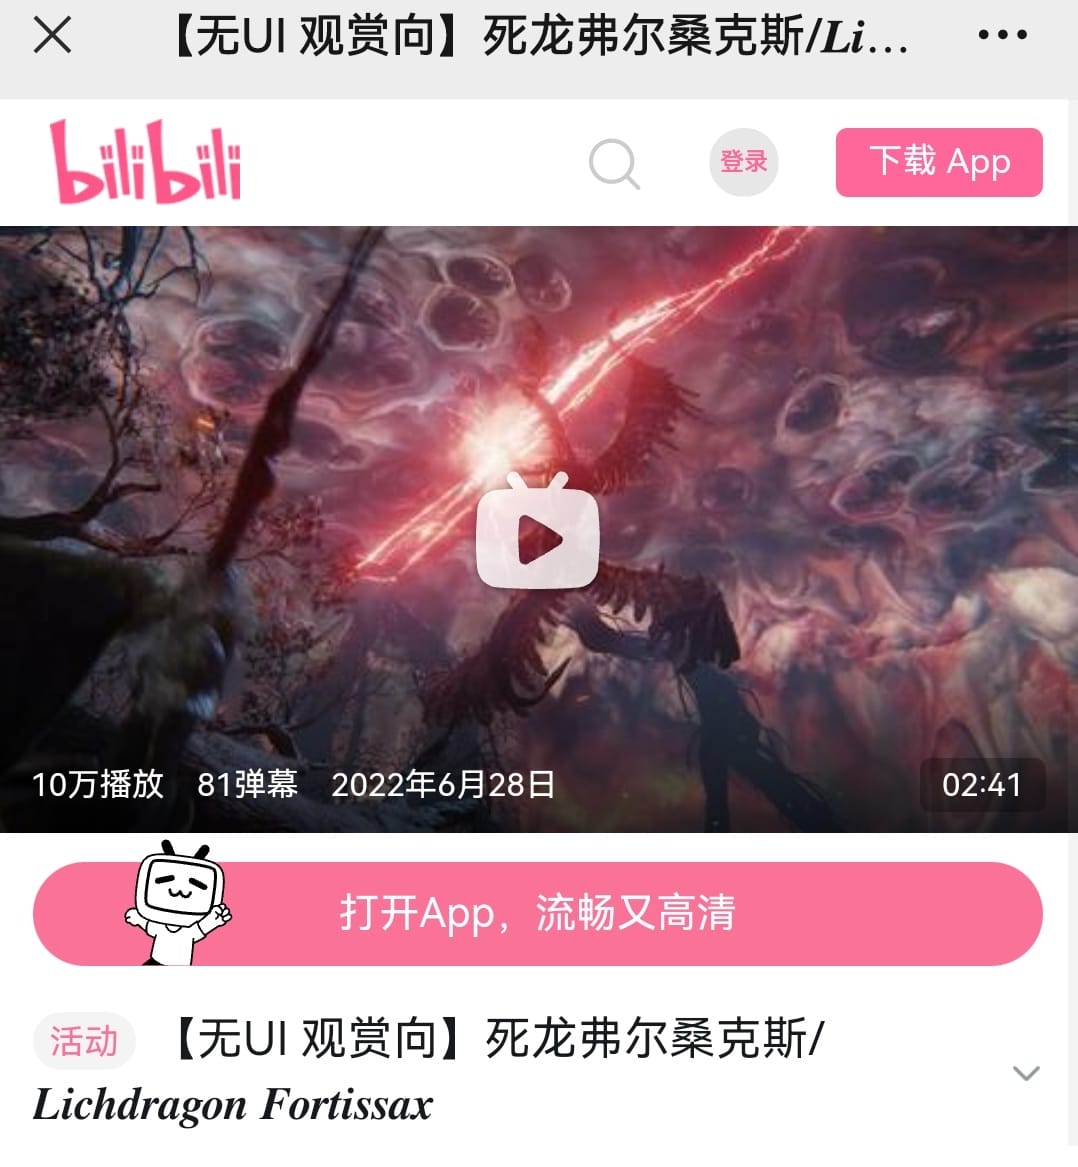 【无UI 观赏向】死龙弗尔桑克斯/Li...
bilibili
登录
下载 App
10万播放 81弹幕 2022年6月28日
02:41
打开App，流畅又高清
活动 【无UI 观赏向】死龙弗尔桑克斯/
Lichdragon Fortissax